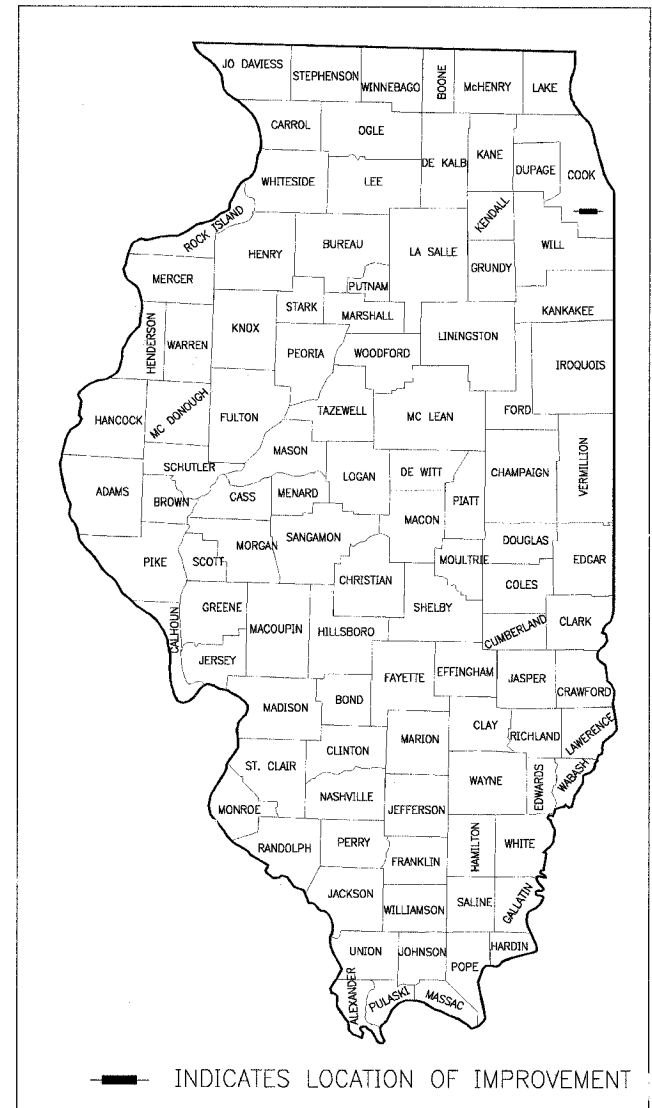 JO DAVIESS
STEPHENSON
WINNEBAGO
BOONE
McHENRY
LAKE
CARROL
OGLE
DE KALB
KANE
DUPAGE
COOK
WHITESIDE
LEE
KENDALL
ROCK ISLAND
HENRY
BUREAU
LA SALLE
WILL
GRUNDY
MERCER
PUTNAM
STARK
MARSHALL
KANKAKEE
HENDERSON
WARREN
KNOX
PEORIA
WOODFORD
LININGSTON
IROQUOIS
HANCOCK
MC DONOUGH
FULTON
TAZEWELL
MC LEAN
FORD
MASON
VERMILLION
SCHUTLER
LOGAN
DE WITT
CHAMPAIGN
ADAMS
BROWN
CASS
MENARD
PIATT
MACON
SANGAMON
MORGAN
DOUGLAS
PIKE
SCOTT
MOULTRIE
EDGAR
CHRISTIAN
COLES
GREENE
SHELBY
CALHOUN
MACOUPIN
HILLSBORO
CUMBERLAND
CLARK
JERSEY
FAYETTE
EFFINGHAM
JASPER
CRAWFORD
MADISON
BOND
CLAY
RICHLAND
LAWERENCE
MARION
CLINTON
ST. CLAIR
WAYNE
EDWARDS
WABASH
NASHVILLE
MONROE
JEFFERSON
RANDOLPH
PERRY
HAMILTON
WHITE
FRANKLIN
JACKSON
WILLIAMSON
SALINE
GALLATIN
UNION
JOHNSON
POPE
HARDIN
ALEXANDER
PULASKI
MASSAC
INDICATES LOCATION OF IMPROVEMENT